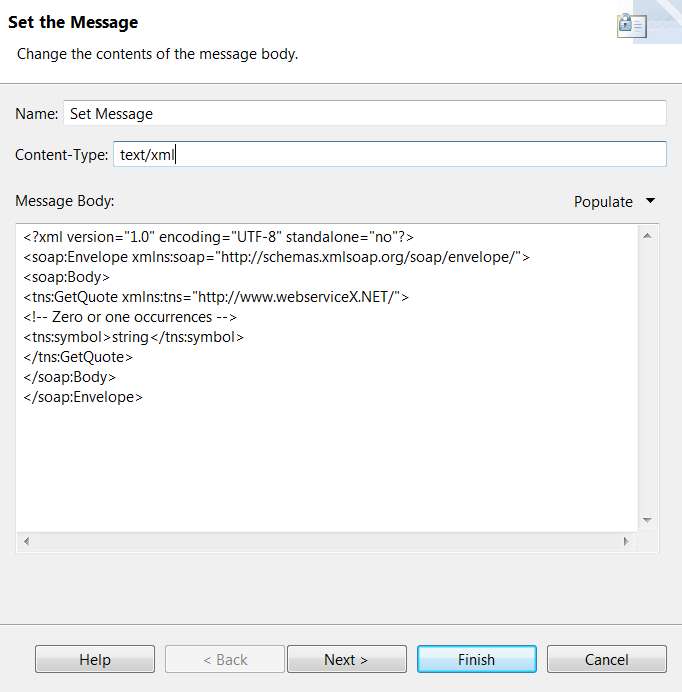 Set the Message
Change the contents of the message body.
Name: Set Message
Content-Type: text/xml
Message Body: Populate
<?xml version="1.0" encoding="UTF-8" standalone="no"?>
<soap:Envelope xmlns:soap="http://schemas.xmlsoap.org/soap/envelope/">
<soap:Body>
<tns:GetQuote xmlns:tns="http://www.webserviceX.NET/">
<!-- Zero or one occurrences -->
<tns:symbol>string</tns:symbol>
</tns:GetQuote>
</soap:Body>
</soap:Envelope>
Help < Back Next > Finish Cancel